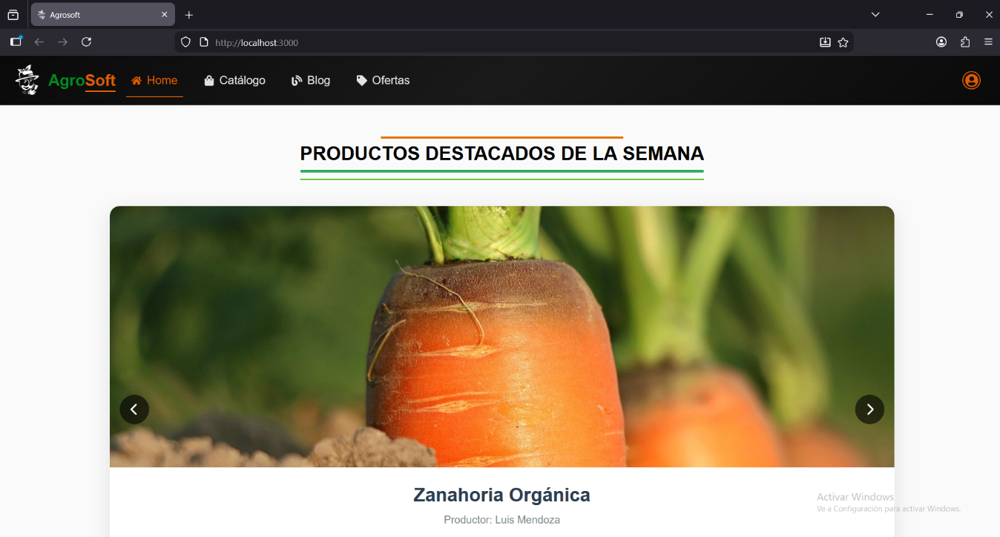 Agrosoft
http://localhost:3000
AgroSoft
Home
Catálogo
Blog
Ofertas
PRODUCTOS DESTACADOS DE LA SEMANA
Zanahoria Orgánica
Productor: Luis Mendoza
Activar Windows
Ve a Configuración para activar Windows.